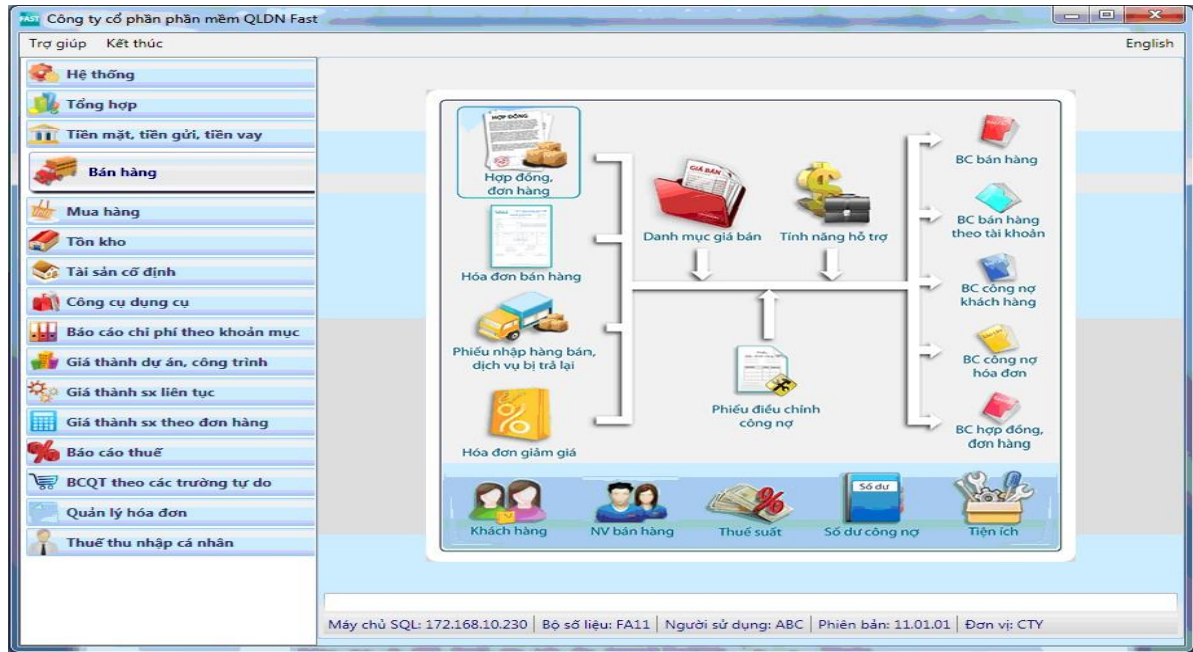 FAST Công ty cổ phần phần mềm QLDN Fast
Trợ giúp Kết thúc English
Hệ thống
Tổng hợp
Tiền mặt, tiền gửi, tiền vay
Bán hàng
Mua hàng
Tồn kho
Tài sản cố định
Công cụ dụng cụ
Báo cáo chi phí theo khoản mục
Giá thành dự án, công trình
Giá thành sx liên tục
Giá thành sx theo đơn hàng
Báo cáo thuế
BCQT theo các trường tự do
Quản lý hóa đơn
Thuế thu nhập cá nhân
HỢP ĐỒNG
Hợp đồng,
đơn hàng
Hóa đơn bán hàng
Phiếu nhập hàng bán,
dịch vụ bị trả lại
Hóa đơn giảm giá
GIÁ BÁN
Danh mục giá bán
Tính năng hỗ trợ
Phiếu điều chỉnh
công nợ
BC bán hàng
BC bán hàng
theo tài khoản
BC công nợ
khách hàng
BC công nợ
hóa đơn
BC hợp đồng,
đơn hàng
Khách hàng
NV bán hàng
Thuế suất
Số dư
Số dư công nợ
Tiện ích
Máy chủ SQL: 172.168.10.230 | Bộ số liệu: FA11 | Người sử dụng: ABC | Phiên bản: 11.01.01 | Đơn vị: CTY